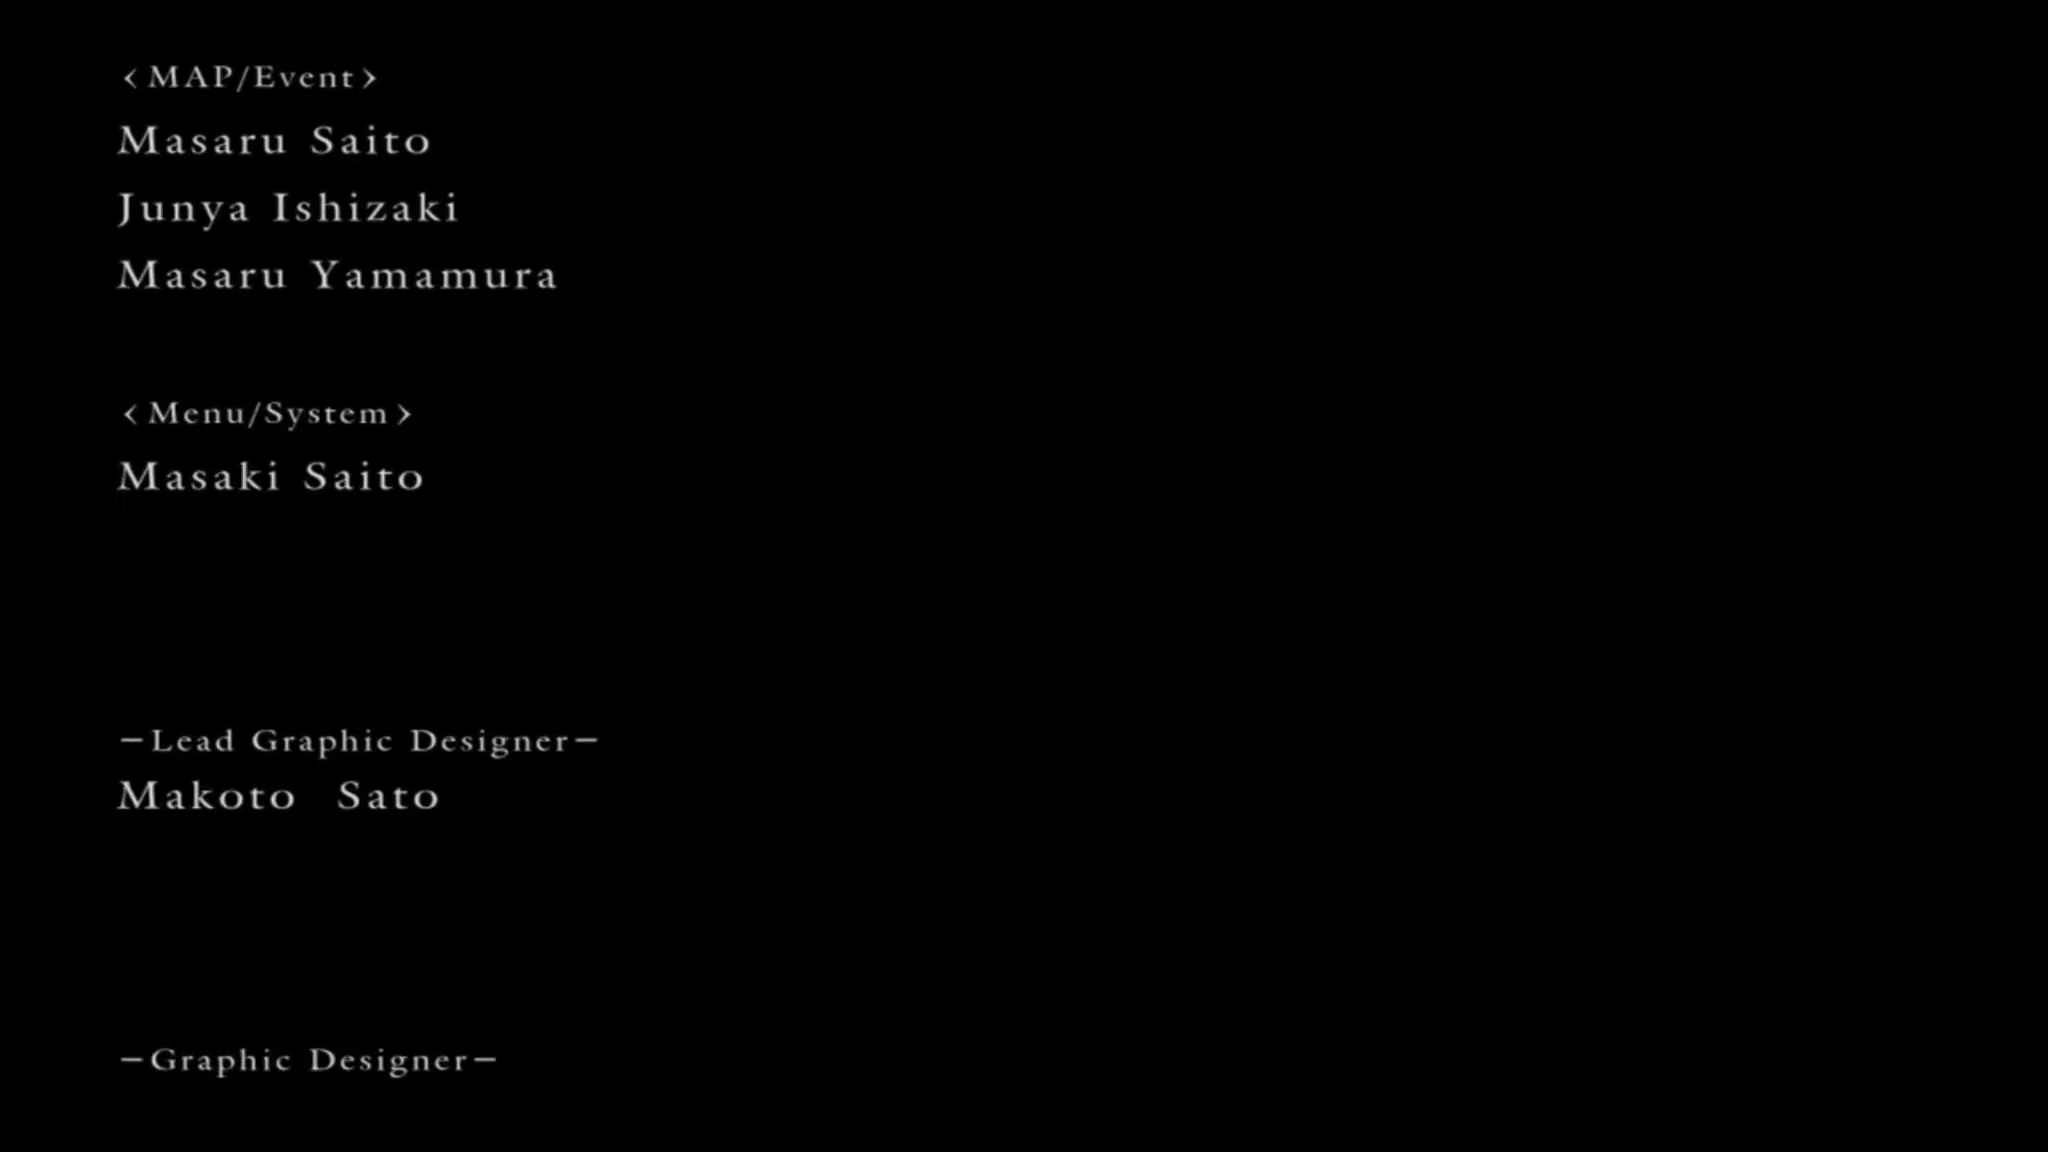 <MAP/Event>
Masaru Saito
Junya Ishizaki
Masaru Yamamura
<Menu/System>
Masaki Saito
—Lead Graphic Designer—
Makoto  Sato
—Graphic Designer—